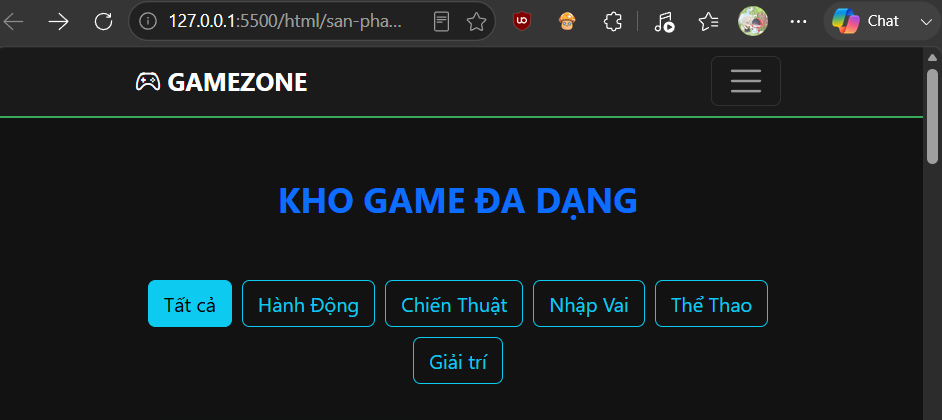 127.0.0.1:5500/html/san-pha...
Chat
GAMEZONE
KHO GAME ĐA DẠNG
Tất cả
Hành Động
Chiến Thuật
Nhập Vai
Thể Thao
Giải trí